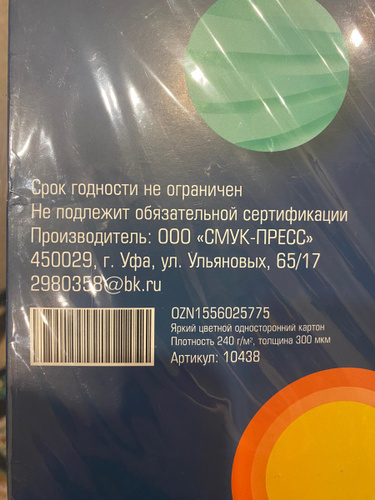 Срок годности не ограничен
Не подлежит обязательной сертификации
Производитель: ООО «СМУК-ПРЕСС»
450029, г. Уфа, ул. Ульяновых, 65/17
2980358@bk.ru
OZN1556025775
Яркий цветной односторонний картон
Плотность 240 г/м², толщина 300 мкм
Артикул: 10438